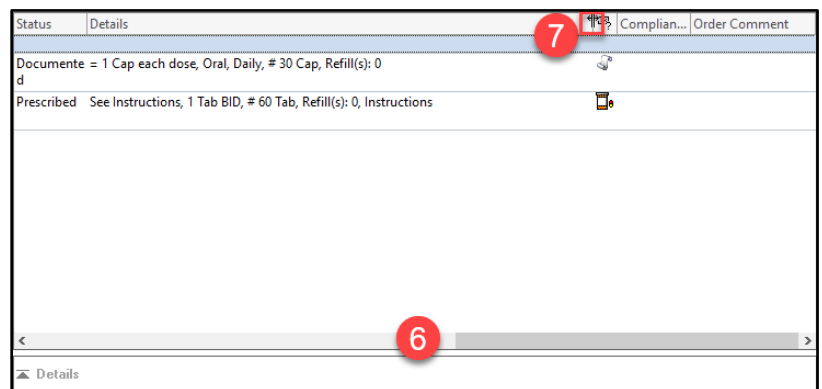 Status Details 7 Complian... Order Comment
Documente = 1 Cap each dose, Oral, Daily, # 30 Cap, Refill(s): 0
d
Prescribed See Instructions, 1 Tab BID, # 60 Tab, Refill(s): 0, Instructions
6
Details